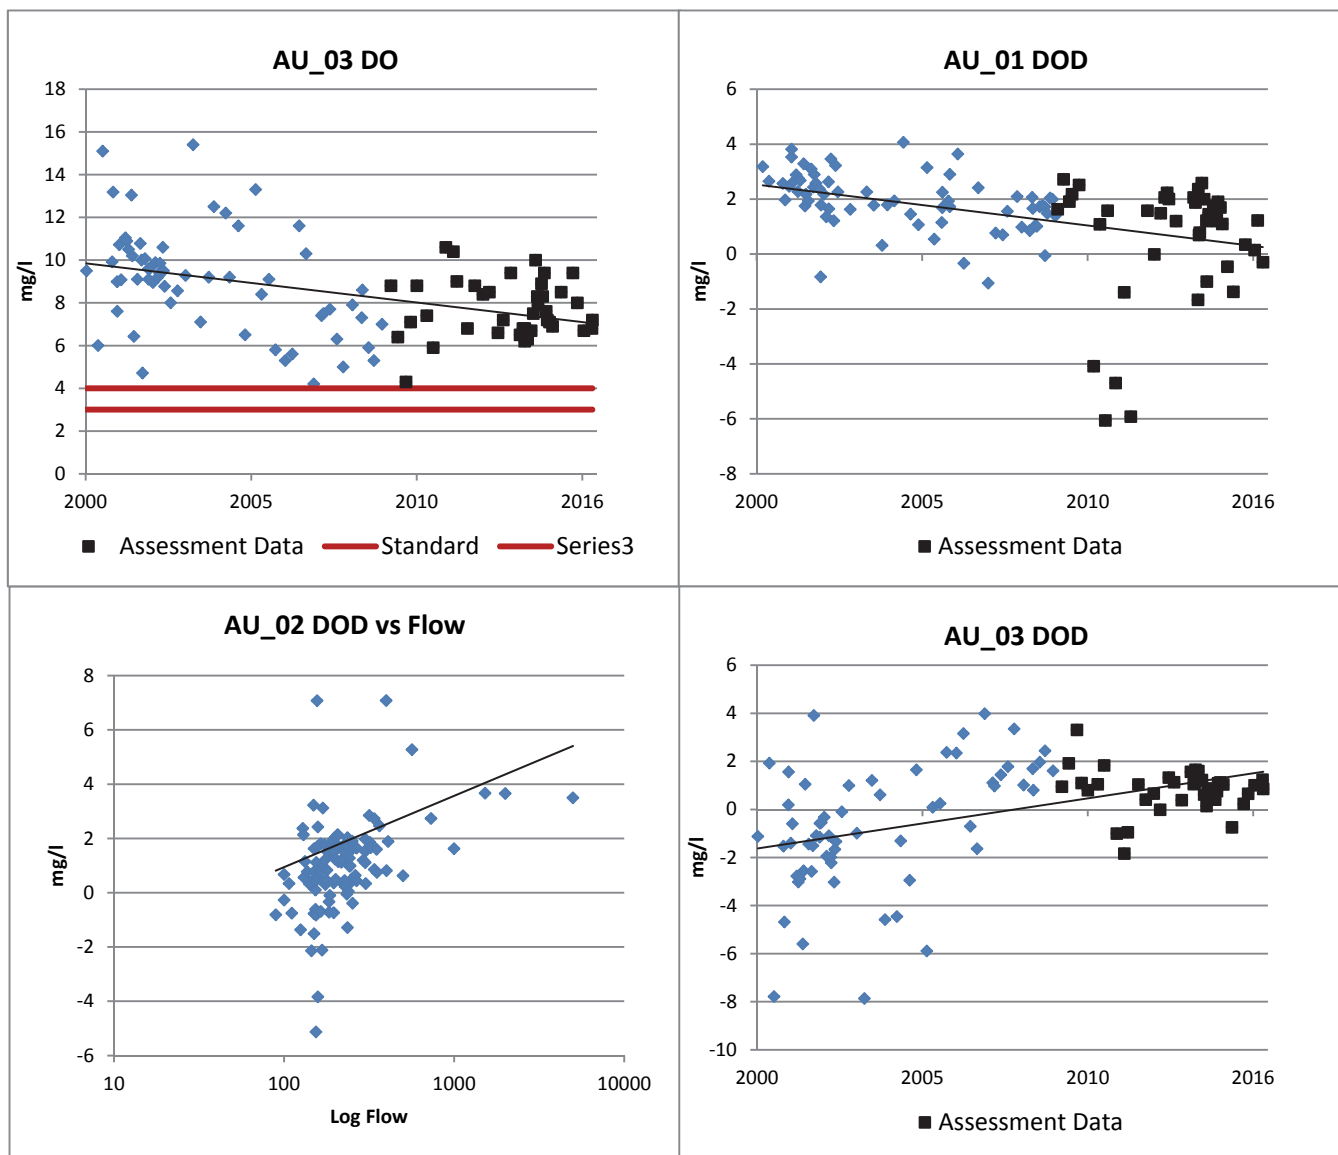 AU_03 DO
18
16
14
12
10
8
6
4
2
0
mg/l
2000 2005 2010 2016
Assessment Data Standard Series3
AU_01 DOD
6
4
2
0
-2
-4
-6
-8
mg/l
2000 2005 2010 2016
Assessment Data
AU_02 DOD vs Flow
8
6
4
2
0
-2
-4
-6
mg/l
10 100 1000 10000
Log Flow
AU_03 DOD
6
4
2
0
-2
-4
-6
-8
-10
mg/l
2000 2005 2010 2016
Assessment Data